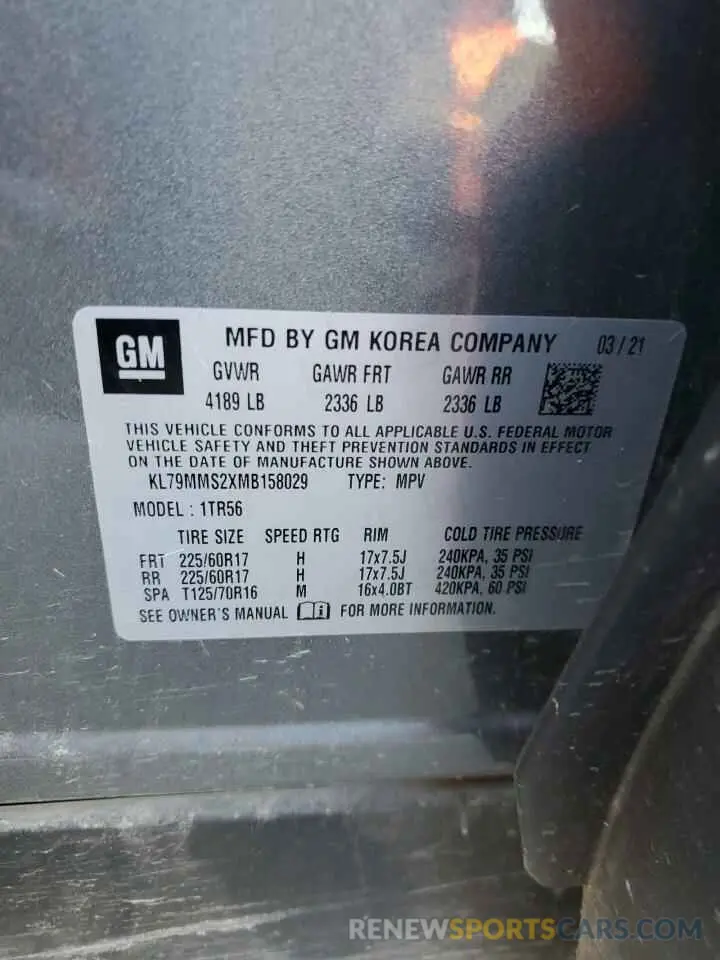 GM
MFD BY GM KOREA COMPANY 03/21
GVWR GAWR FRT GAWR RR
4189 LB 2336 LB 2336 LB
THIS VEHICLE CONFORMS TO ALL APPLICABLE U.S. FEDERAL MOTOR
VEHICLE SAFETY AND THEFT PREVENTION STANDARDS IN EFFECT
ON THE DATE OF MANUFACTURE SHOWN ABOVE.
KL79MMS2XMB158029 TYPE: MPV
MODEL : 1TR56
TIRE SIZE SPEED RTG RIM COLD TIRE PRESSURE
FRT 225/60R17 H 17x7.5J 240KPA, 35 PSI
RR 225/60R17 H 17x7.5J 240KPA, 35 PSI
SPA T125/70R16 M 16x4.0BT 420KPA, 60 PSI
SEE OWNER'S MANUAL FOR MORE INFORMATION.
RENEWSPORTSCARS.COM